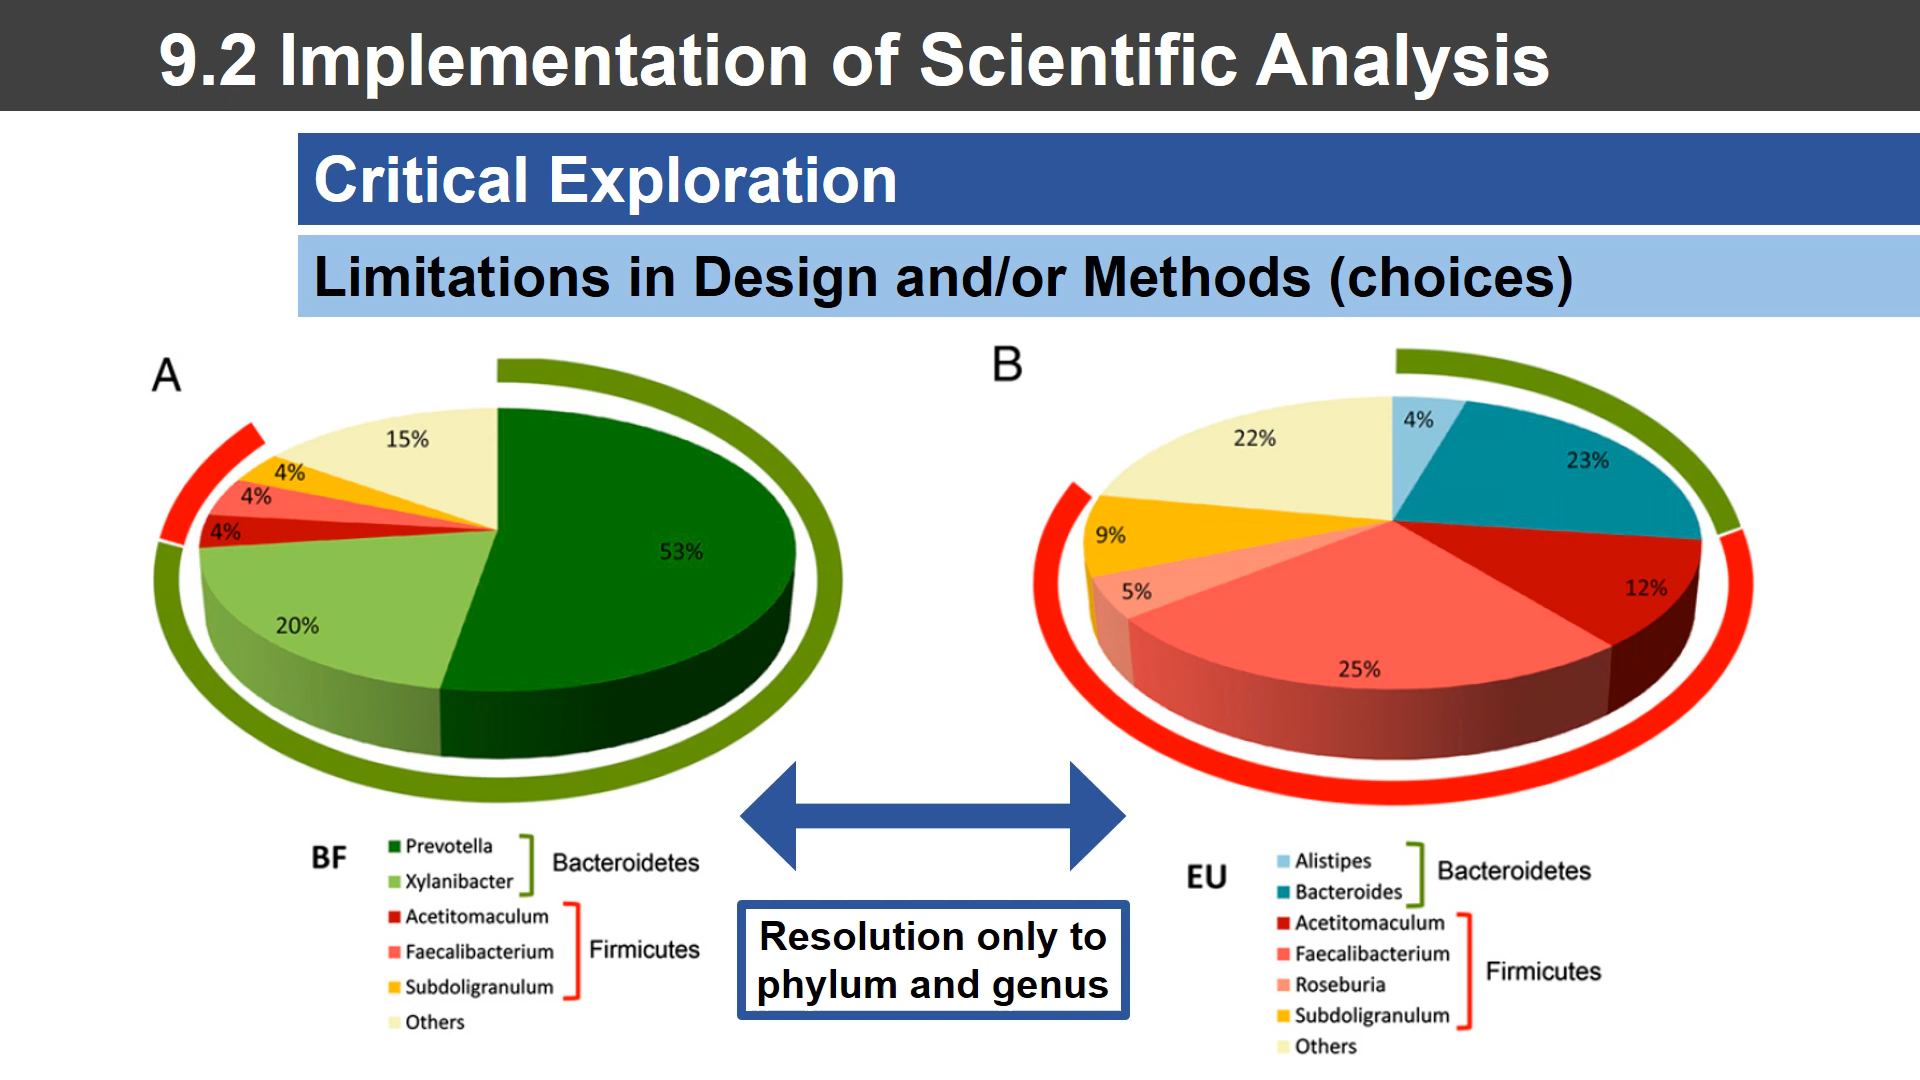 9.2 Implementation of Scientific Analysis
Critical Exploration
Limitations in Design and/or Methods (choices)
A
15%
4%
4%
4%
53%
20%
BF
Prevotella
Xylanibacter
Bacteroidetes
Acetitomaculum
Faecalibacterium
Subdoligranulum
Firmicutes
Others
Resolution only to
phylum and genus
B
4%
22%
23%
9%
5%
12%
25%
EU
Alistipes
Bacteroides
Bacteroidetes
Acetitomaculum
Faecalibacterium
Roseburia
Subdoligranulum
Firmicutes
Others